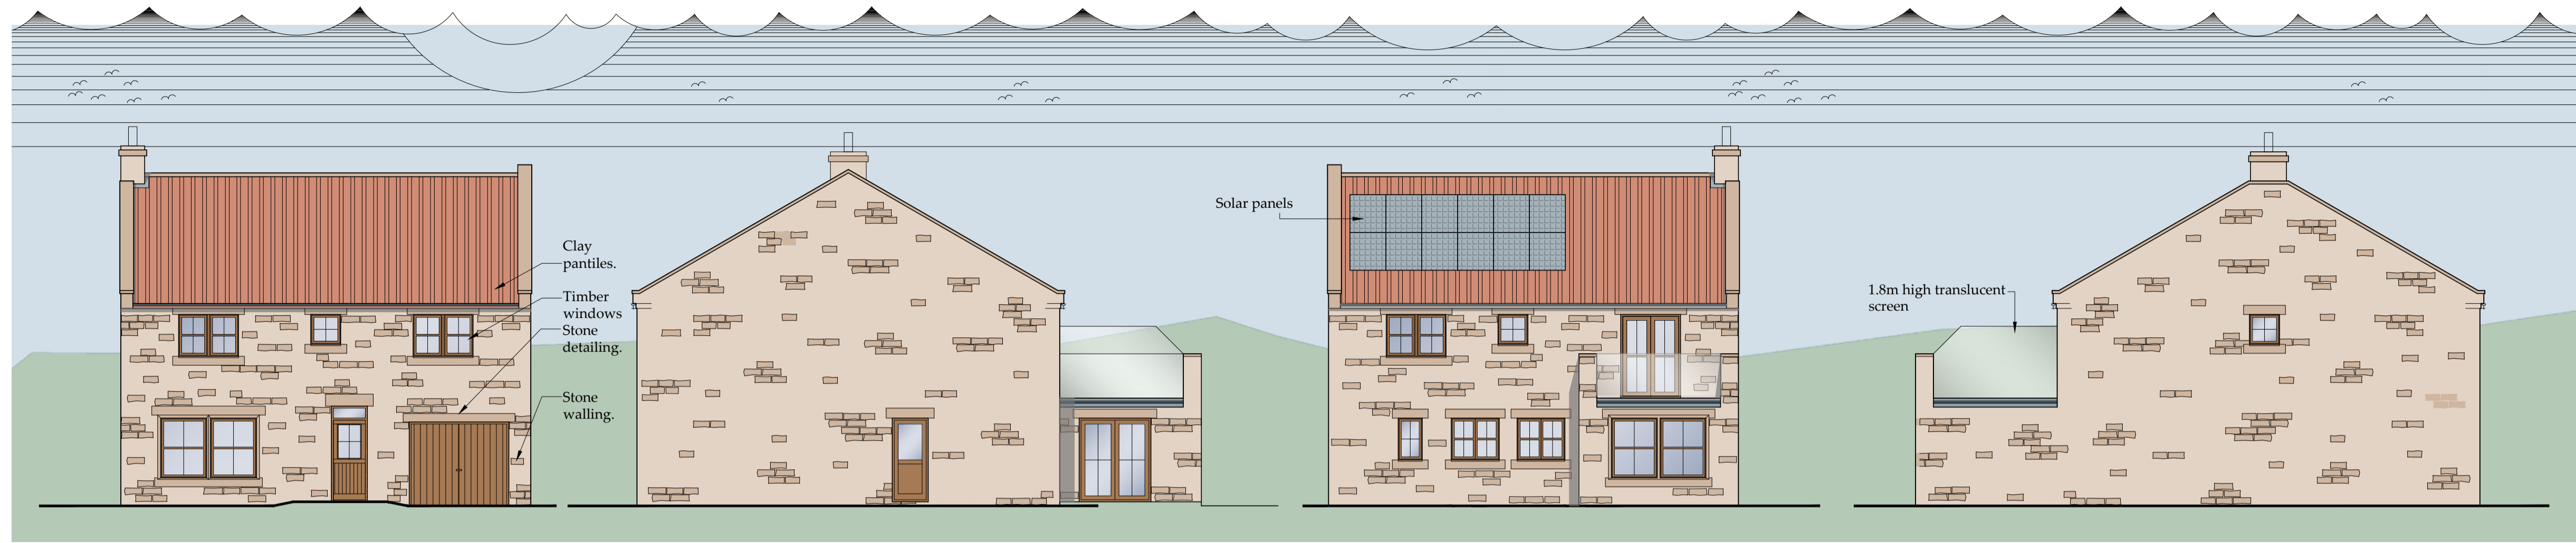 Clay
pantiles.
Timber
windows
Stone
detailing.
Stone
walling.
Solar panels
1.8m high translucent
screen